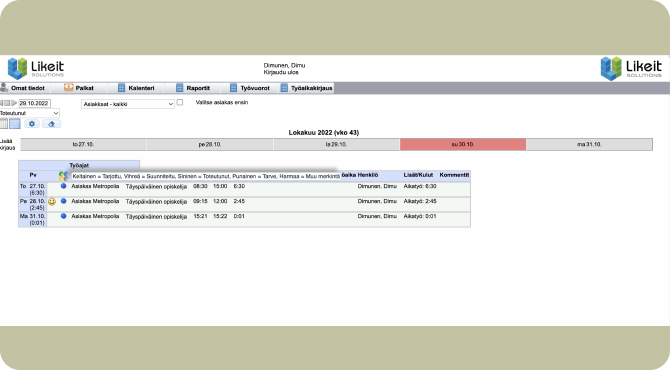 Likeit
SOLUTIONS
Dimunen, Dimu
Kirjaudu ulos
Likeit
SOLUTIONS
Omat tiedot Palkat Kalenteri Raportit Työvuorot Työaikakirjaus
29.10.2022 Asiakkaat - kaikki Valitse asiakas ensin
Toteutunut
Lokakuu 2022 (vko 43)
Lisää kirjaus
to 27.10. pe 28.10. la 29.10. su 30.10. ma 31.10.
Työajat
Pv Keltainen = Tarjottu, Vihreä = Suunniteltu, Sininen = Toteutunut, Punainen = Tarve, Harmaa = Muu merkintä Henkilö Lisät/Kulut Kommentit
To 27.10. Asiakas Metropolia Täyspäiväinen opiskelija 08:30 15:00 6:30 Dimunen, Dimu Aikatyö: 6:30
(6:30)
Pe 28.10. Asiakas Metropolia Täyspäiväinen opiskelija 09:15 12:00 2:45 Dimunen, Dimu Aikatyö: 2:45
(2:45)
Ma 31.10. Asiakas Metropolia Täyspäiväinen opiskelija 15:21 15:22 0:01 Dimunen, Dimu Aikatyö: 0:01
(0:01)